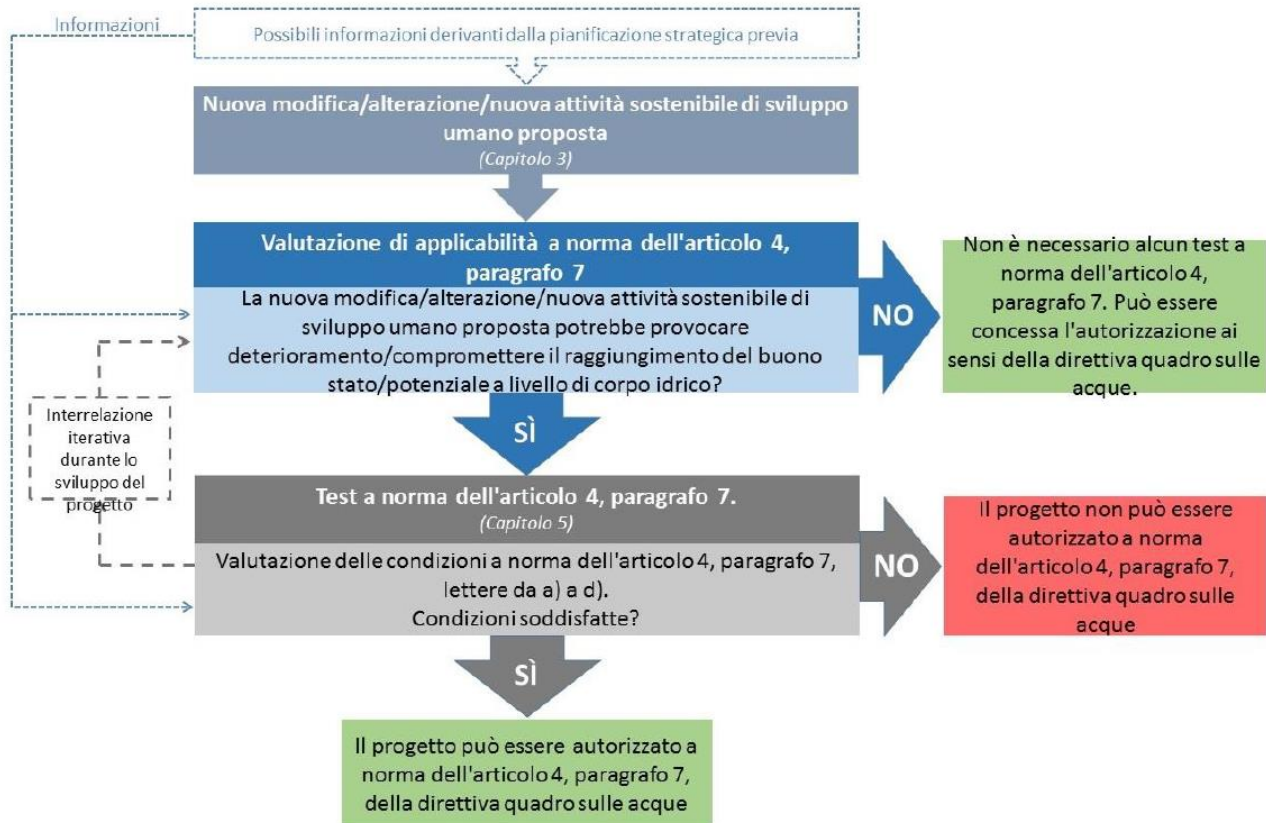 Informazioni
Possibili informazioni derivanti dalla pianificazione strategica previa
Nuova modifica/alterazione/nuova attività sostenibile di sviluppo
umano proposta
(Capitolo 3)
Valutazione di applicabilità a norma dell'articolo 4,
paragrafo 7
La nuova modifica/alterazione/nuova attività sostenibile di
sviluppo umano proposta potrebbe provocare
deterioramento/compromettere il raggiungimento del buono
stato/potenziale a livello di corpo idrico?
NO
Non è necessario alcun test a
norma dell'articolo 4,
paragrafo 7. Può essere
concessa l'autorizzazione ai
sensi della direttiva quadro sulle
acque.
SÌ
Interrelazione
iterativa
durante lo
sviluppo del
progetto
Test a norma dell'articolo 4, paragrafo 7.
(Capitolo 5)
Valutazione delle condizioni a norma dell'articolo 4, paragrafo 7,
lettere da a) a d).
Condizioni soddisfatte?
NO
Il progetto non può essere
autorizzato a norma
dell'articolo 4, paragrafo 7,
della direttiva quadro sulle
acque
SÌ
Il progetto può essere autorizzato a
norma dell'articolo 4, paragrafo 7,
della direttiva quadro sulle acque